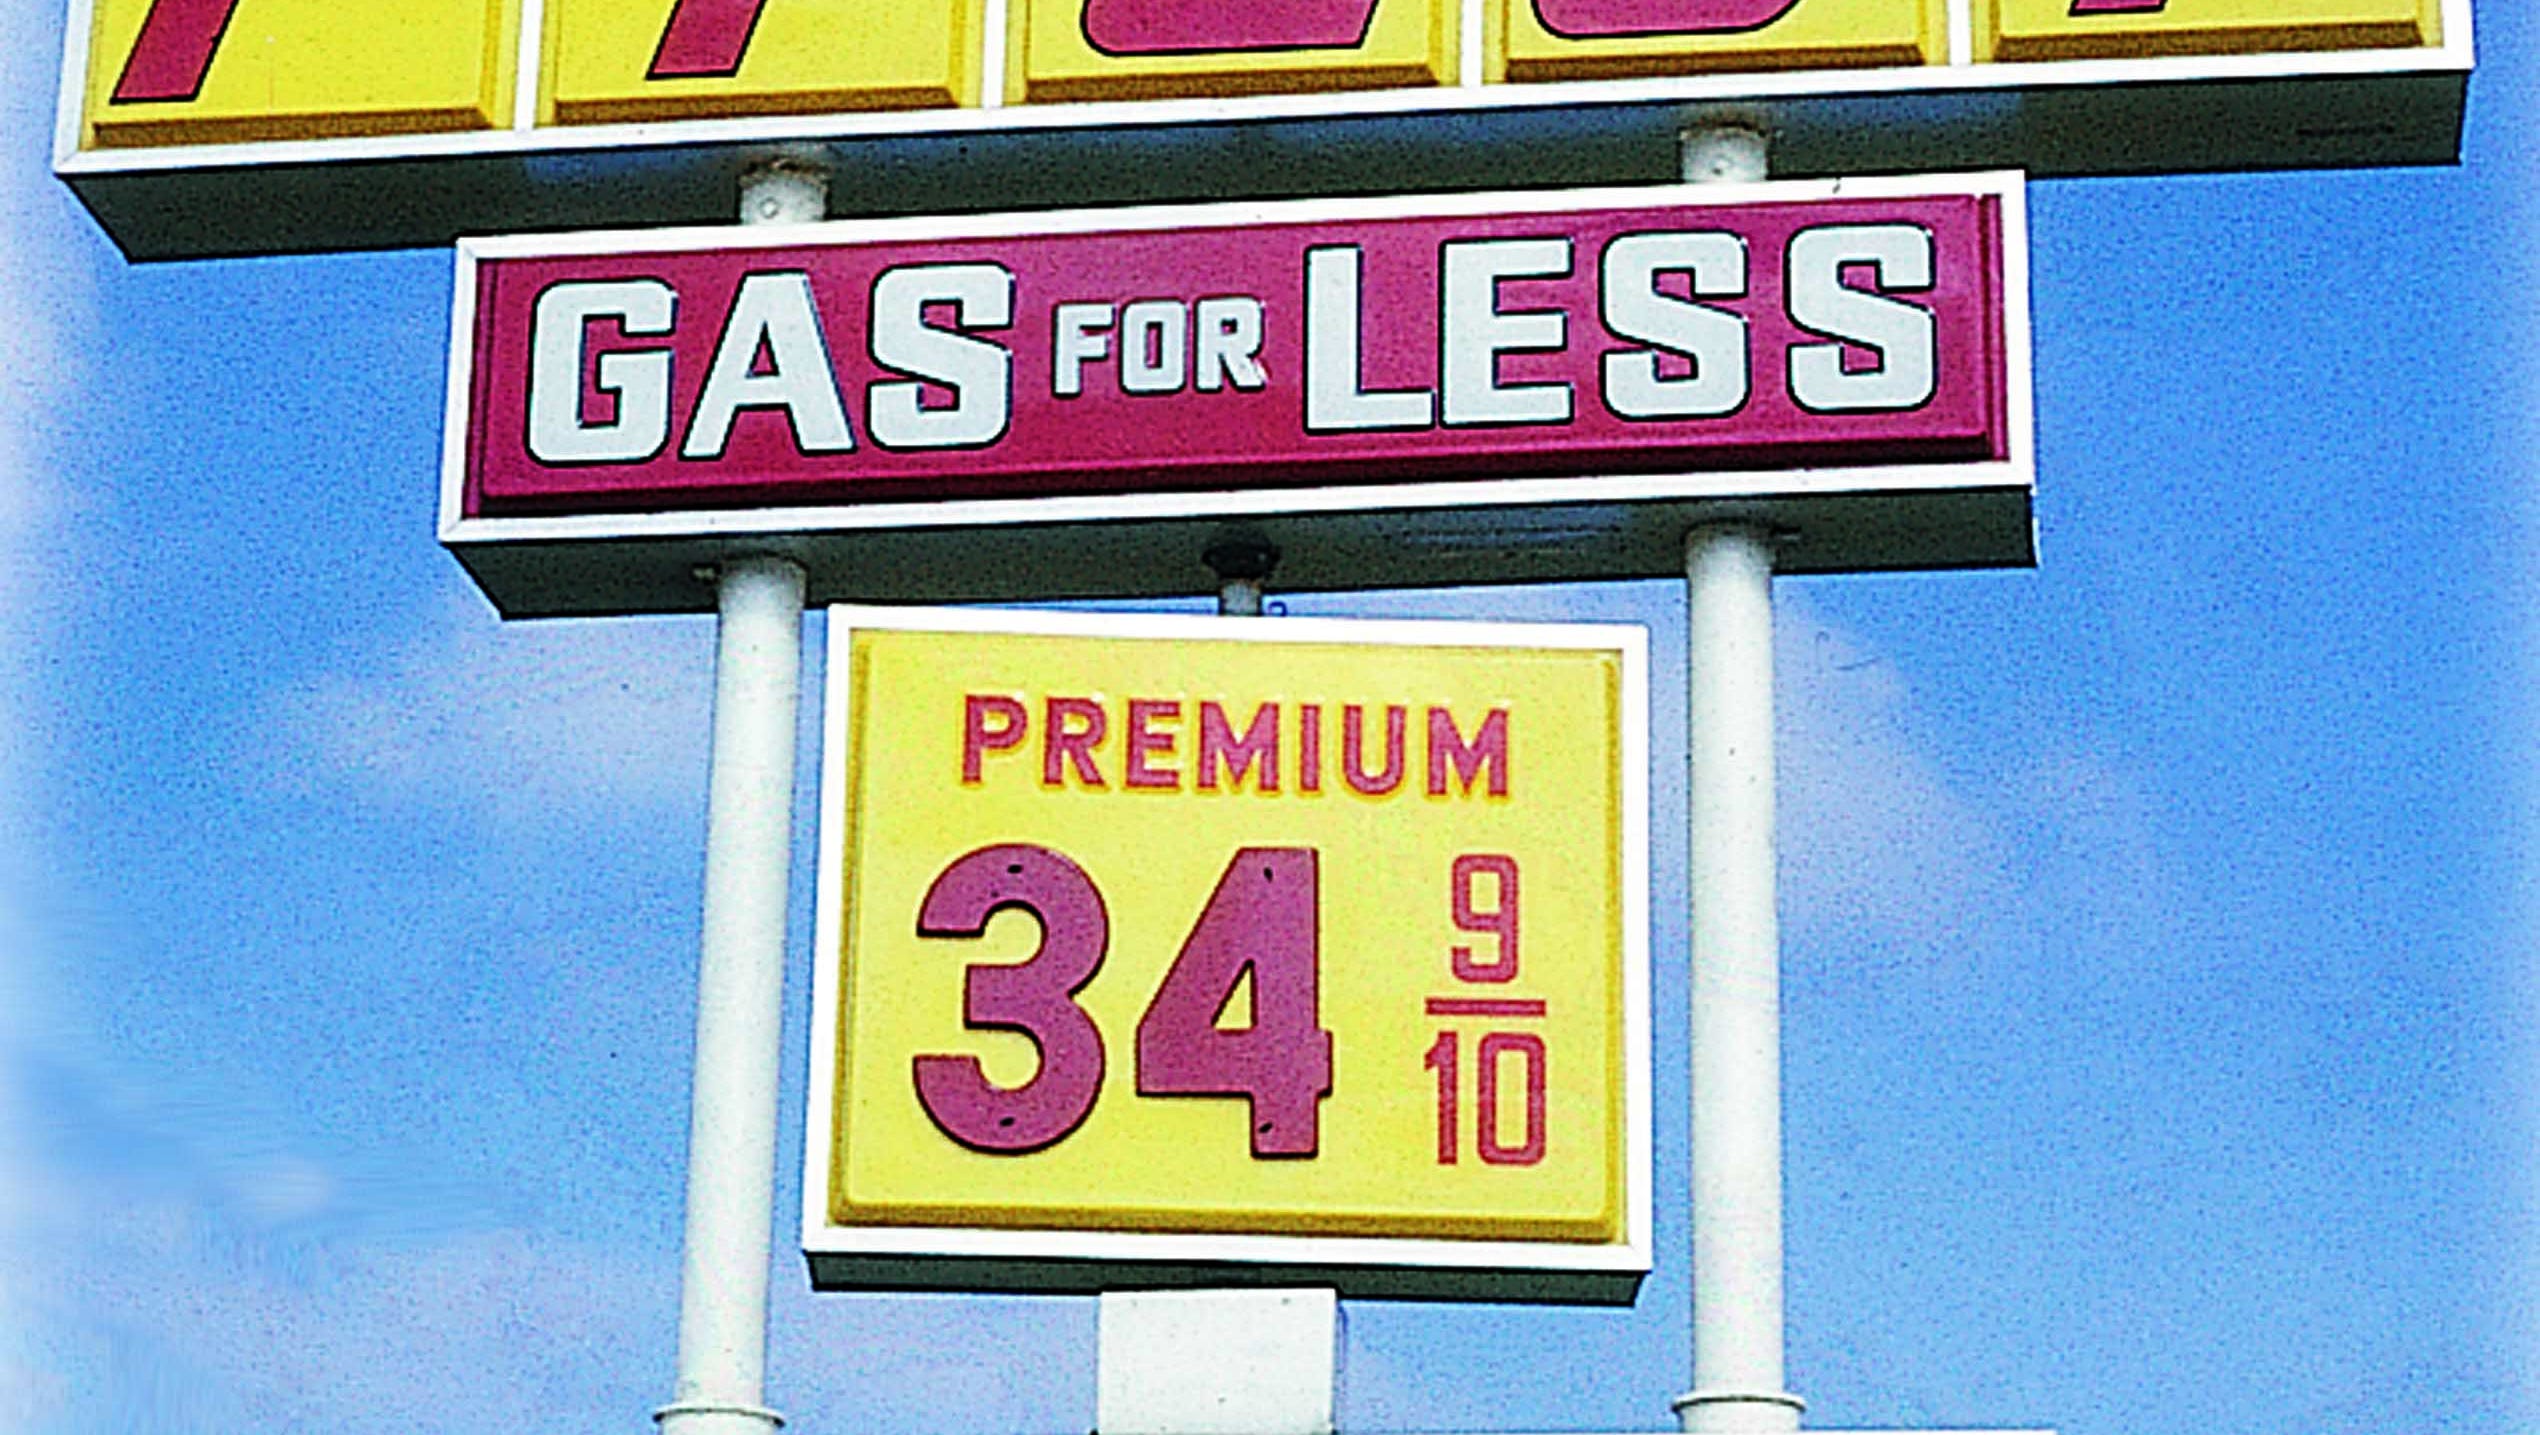 GAS FOR LESS
PREMIUM
34 9/10